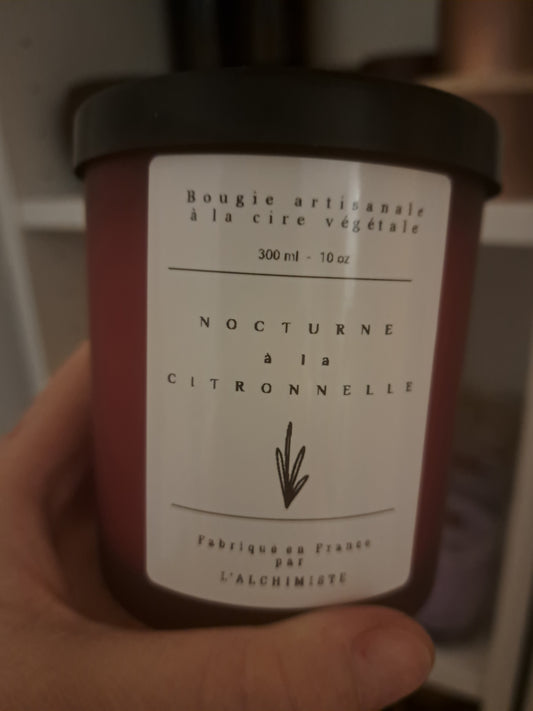 Bougie artisanale
à la cire végétale
300 ml - 10 oz
NOCTURNE
à la
CITRONNELLE
Fabriqué en France
par
L'ALCHIMISTE